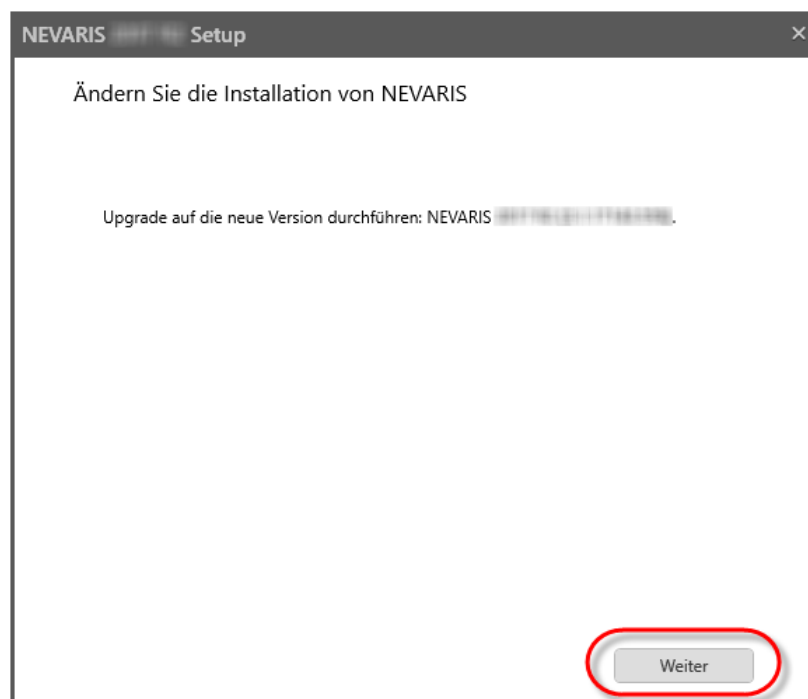 NEVARIS Setup
Ändern Sie die Installation von NEVARIS
Upgrade auf die neue Version durchführen: NEVARIS .
Weiter